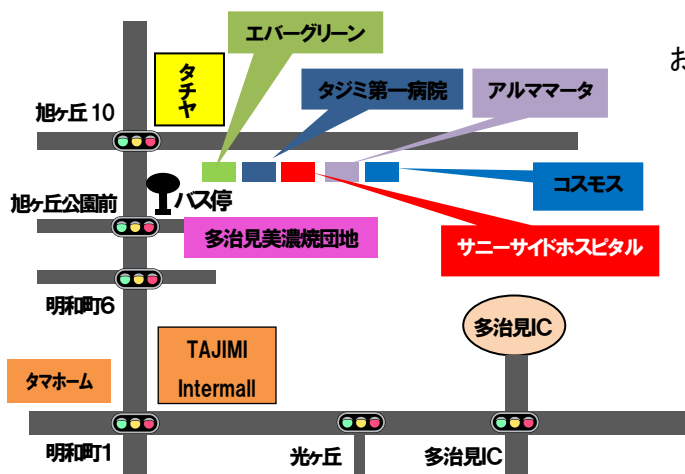 エバーグリーン
お
タチヤ
タジミ第一病院
アルママータ
旭ヶ丘10
コスモス
バス停
旭ヶ丘公園前
多治見美濃焼団地
サニーサイドホスピタル
明和町6
多治見IC
TAJIMI
Intermall
タマホーム
明和町1
光ヶ丘
多治見IC